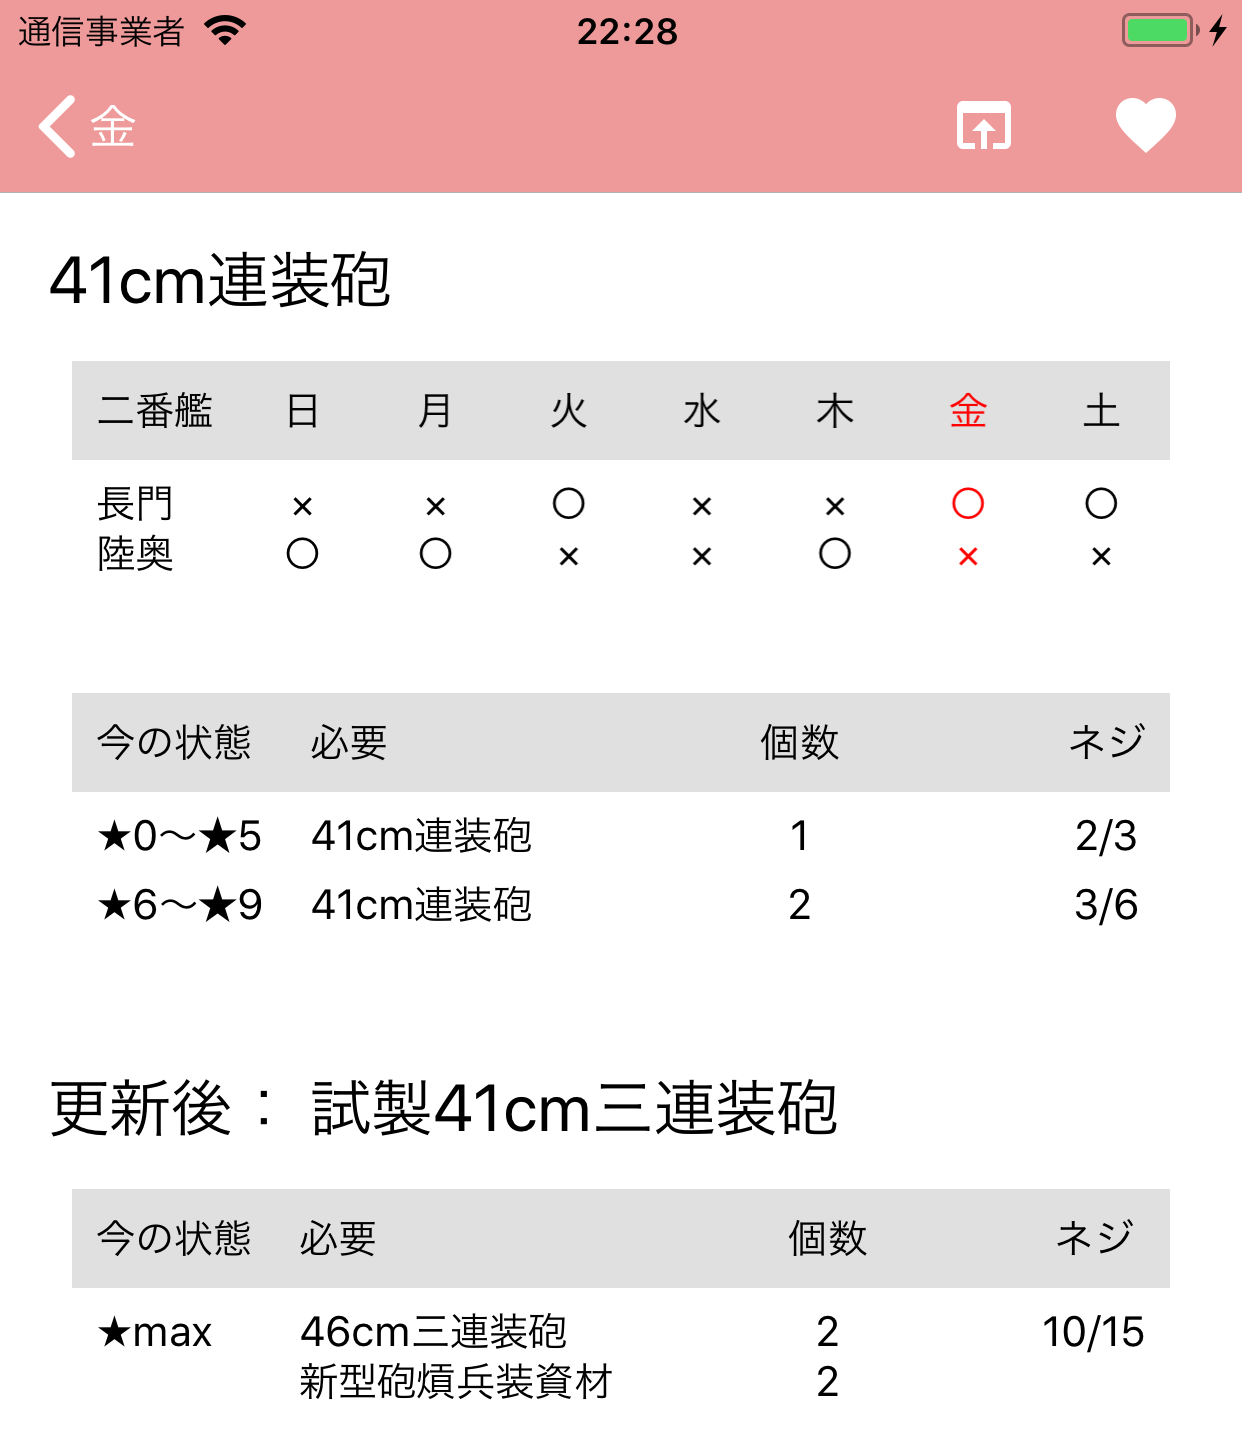 通信事業者 22:28
金
41cm連装砲
二番艦 日 月 火 水 木 金 土
長門 × × ○ × × ○ ○
陸奥 ○ ○ × × ○ × ×
今の状態 必要 個数 ネジ
★0〜★5 41cm連装砲 1 2/3
★6〜★9 41cm連装砲 2 3/6
更新後： 試製41cm三連装砲
今の状態 必要 個数 ネジ
★max 46cm三連装砲 2 10/15
新型砲熕兵装資材 2